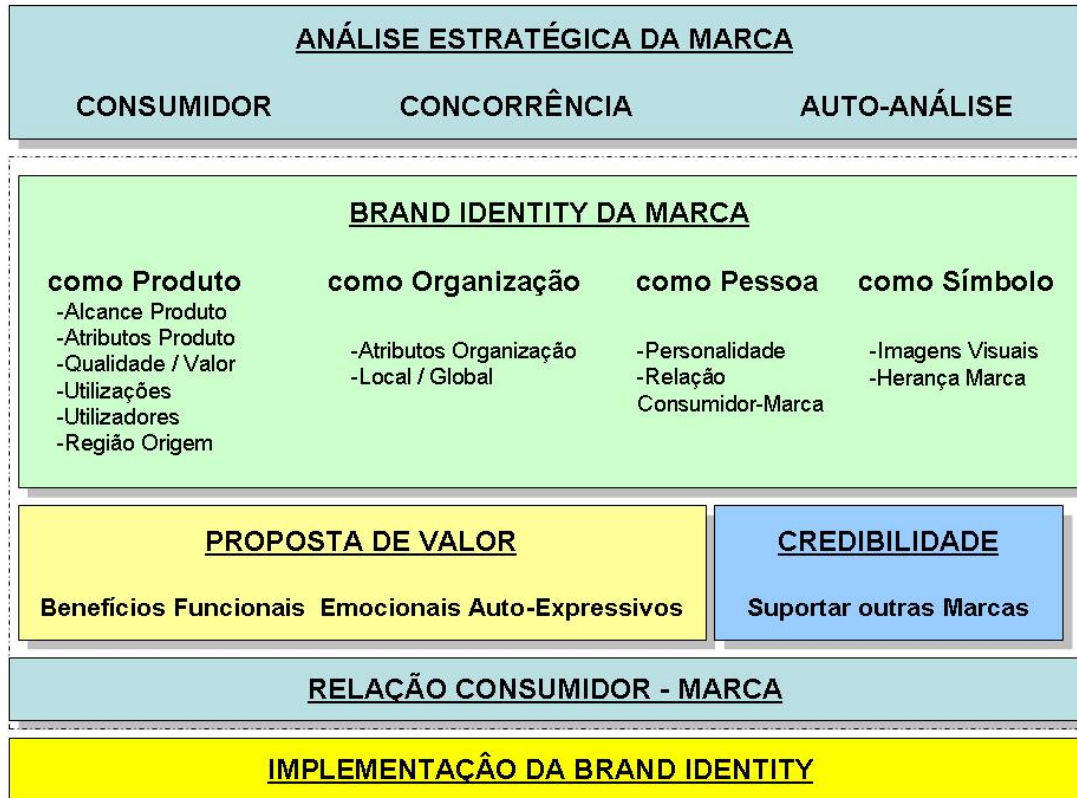 ANÁLISE ESTRATÉGICA DA MARCA
CONSUMIDOR CONCORRÊNCIA AUTO-ANÁLISE
BRAND IDENTITY DA MARCA
como Produto
-Alcance Produto
-Atributos Produto
-Qualidade / Valor
-Utilizações
-Utilizadores
-Região Origem
como Organização
-Atributos Organização
-Local / Global
como Pessoa
-Personalidade
-Relação
Consumidor-Marca
como Símbolo
-Imagens Visuais
-Herança Marca
PROPOSTA DE VALOR
Benefícios Funcionais Emocionais Auto-Expressivos
CREDIBILIDADE
Suportar outras Marcas
RELAÇÃO CONSUMIDOR - MARCA
IMPLEMENTAÇÂO DA BRAND IDENTITY